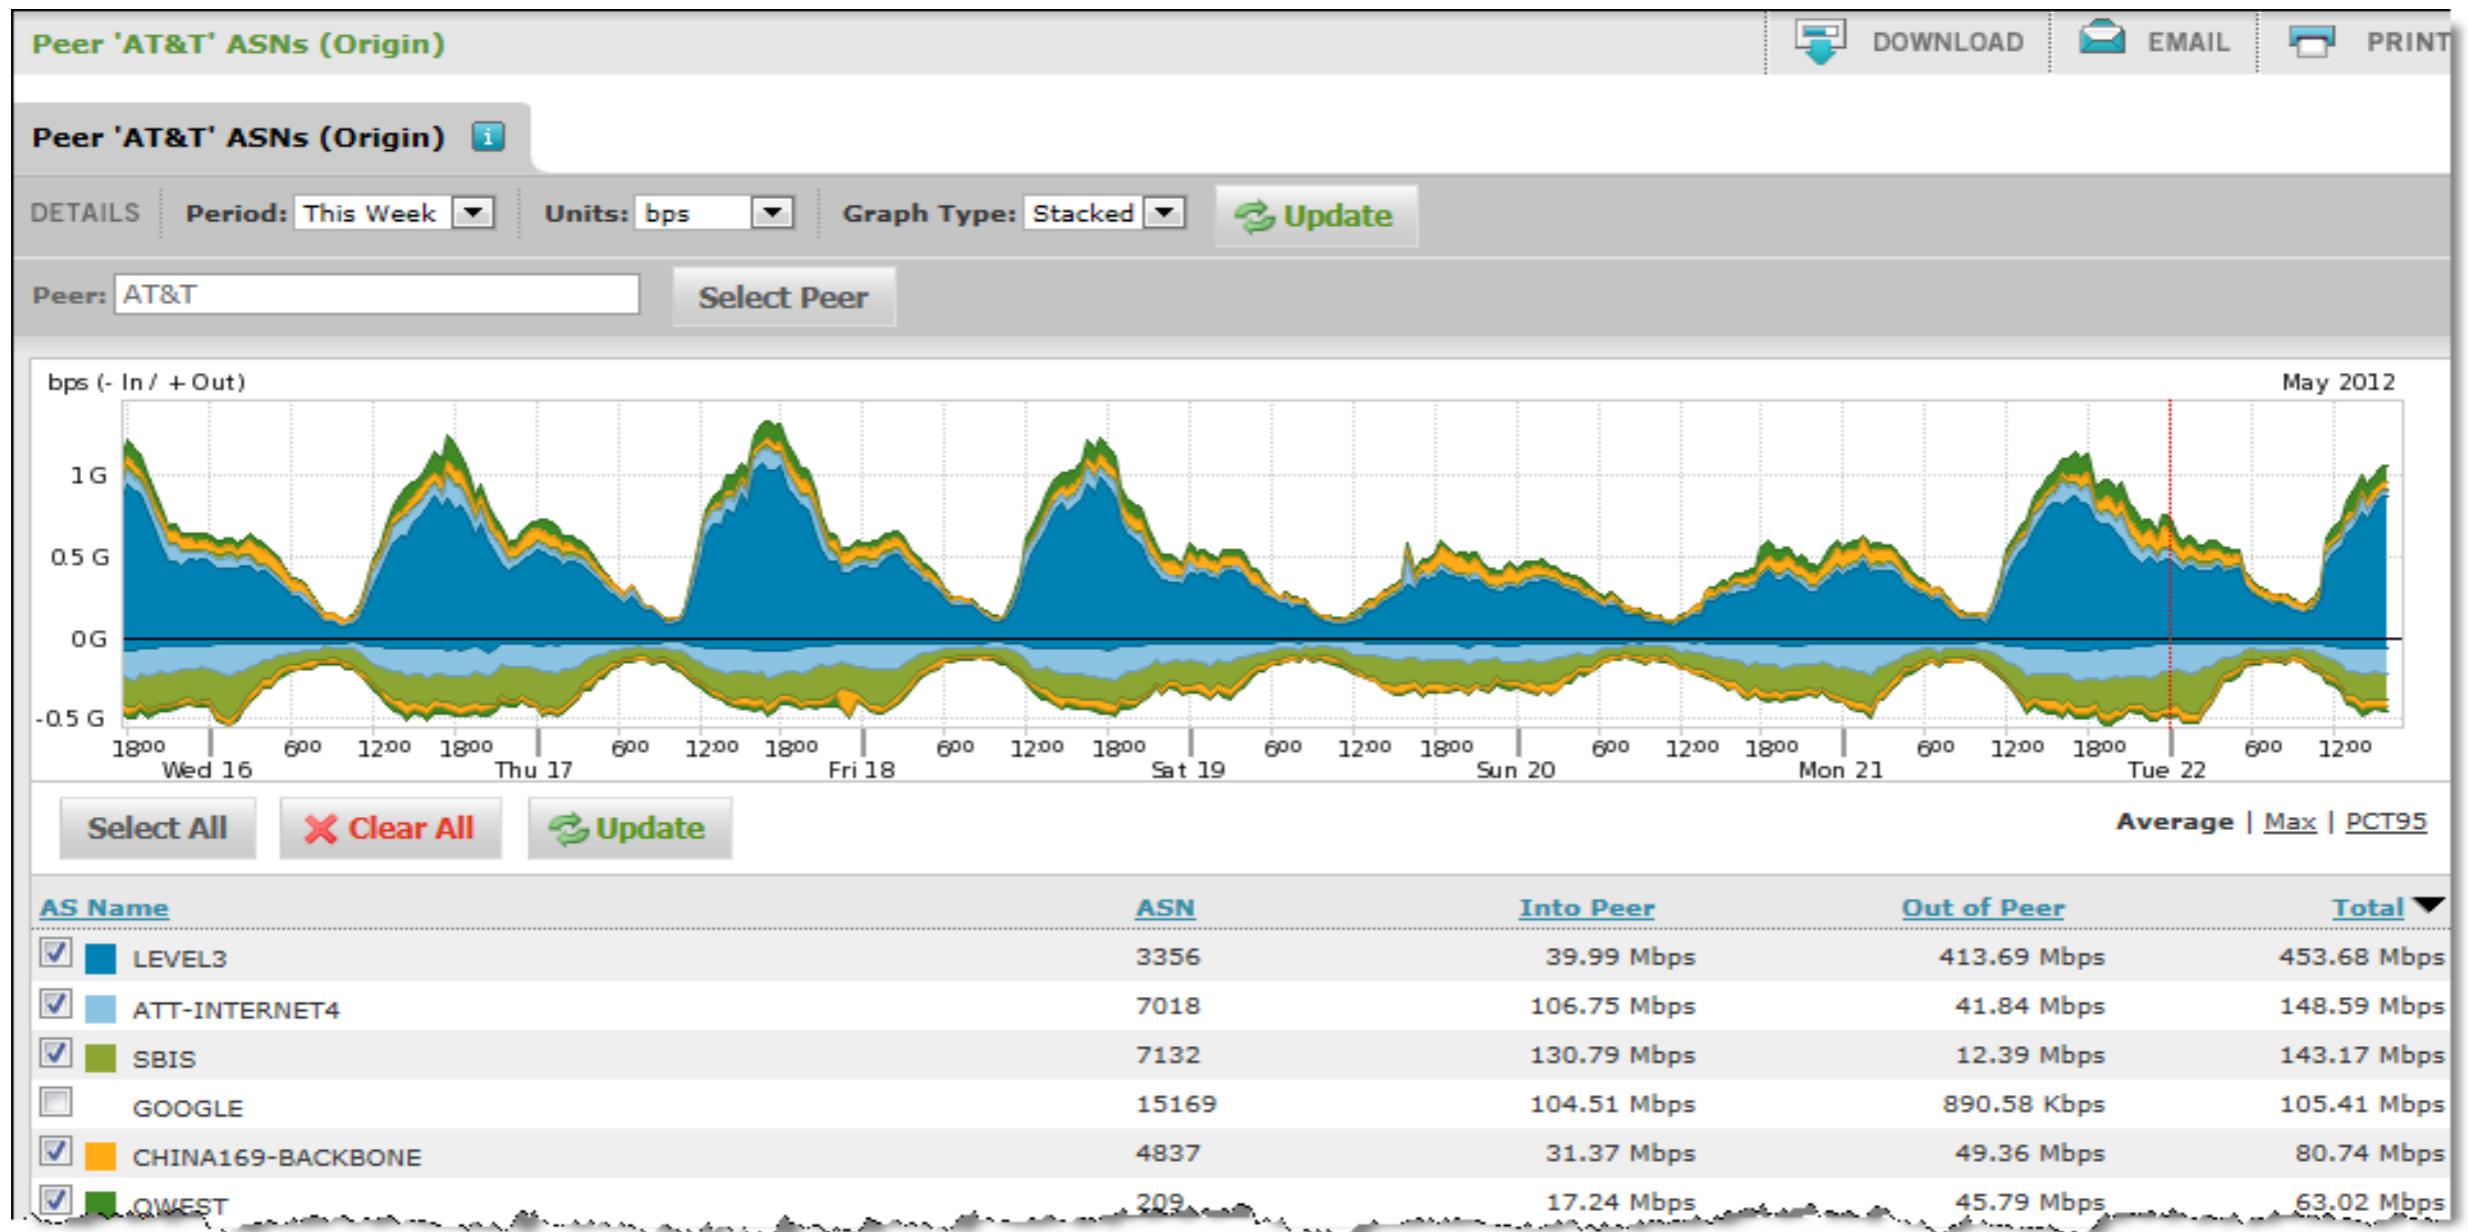 Peer 'AT&T' ASNs (Origin) DOWNLOAD EMAIL PRINT
Peer 'AT&T' ASNs (Origin) i
DETAILS Period: This Week Units: bps Graph Type: Stacked Update
Peer: AT&T Select Peer
bps (- In / + Out) May 2012
1 G
0.5 G
0 G
-0.5 G
18:00 6:00 12:00 18:00 6:00 12:00 18:00 6:00 12:00 18:00 6:00 12:00 18:00 6:00 12:00 18:00 6:00 12:00 18:00 6:00 12:00
Wed 16 Thu 17 Fri 18 Sat 19 Sun 20 Mon 21 Tue 22
Select All Clear All Update Average | Max | PCT95
AS Name ASN Into Peer Out of Peer Total
LEVEL3 3356 39.99 Mbps 413.69 Mbps 453.68 Mbps
ATT-INTERNET4 7018 106.75 Mbps 41.84 Mbps 148.59 Mbps
SBIS 7132 130.79 Mbps 12.39 Mbps 143.17 Mbps
GOOGLE 15169 104.51 Mbps 890.58 Kbps 105.41 Mbps
CHINA169-BACKBONE 4837 31.37 Mbps 49.36 Mbps 80.74 Mbps
QWEST 209 17.24 Mbps 45.79 Mbps 63.02 Mbps